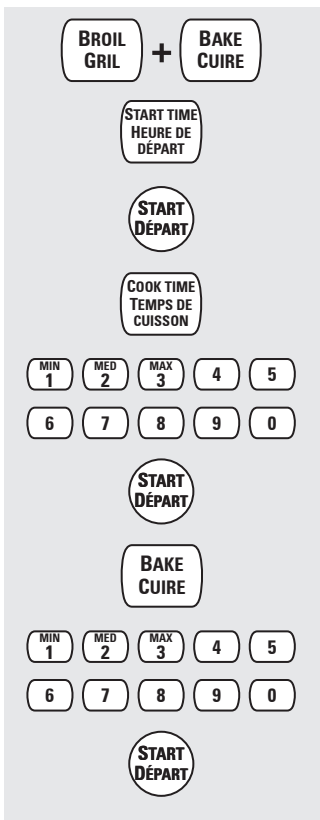 BROIL
GRIL
+
BAKE
CUIRE
START TIME
HEURE DE
DÉPART
START
DÉPART
COOK TIME
TEMPS DE
CUISSON
MIN 1 MED 2 MAX 3 4 5
6 7 8 9 0
START
DÉPART
BAKE
CUIRE
MIN 1 MED 2 MAX 3 4 5
6 7 8 9 0
START
DÉPART